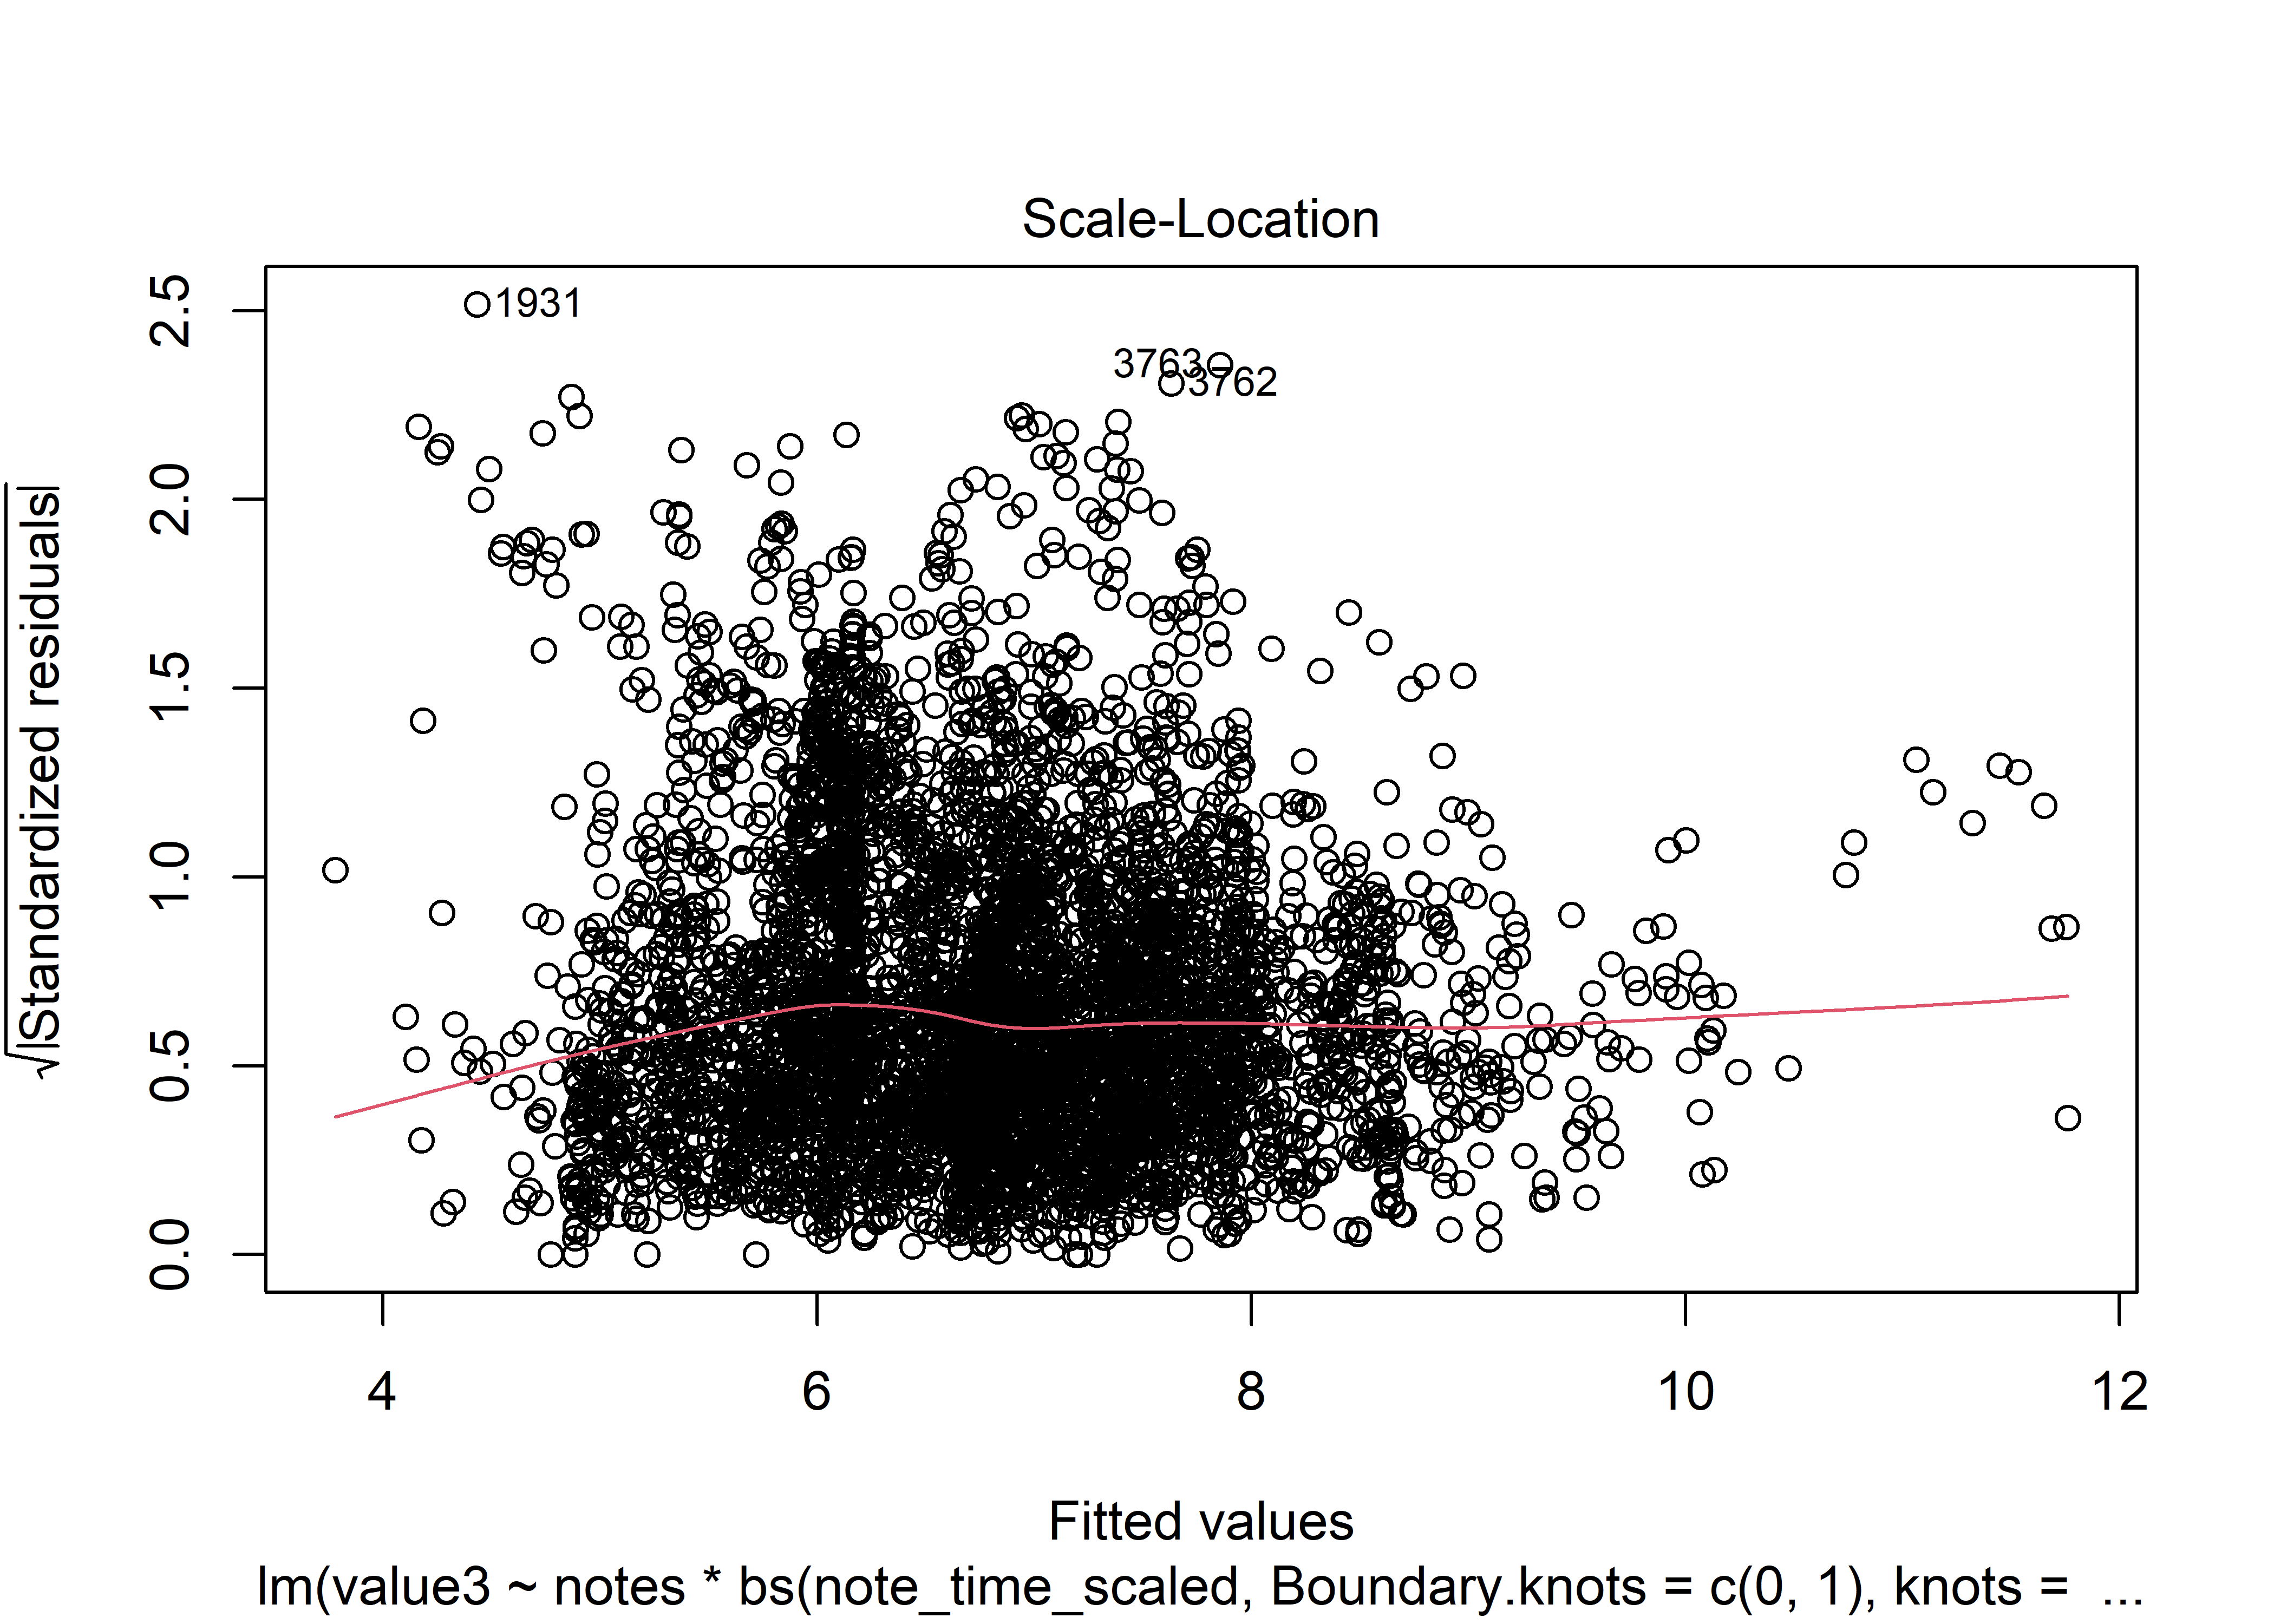 Scale-Location
√|Standardized residuals|
2.5
2.0
1.5
1.0
0.5
0.0
1931
3763
3762
4 6 8 10 12
Fitted values
lm(value3 ~ notes * bs(note_time_scaled, Boundary.knots = c(0, 1), knots = ...